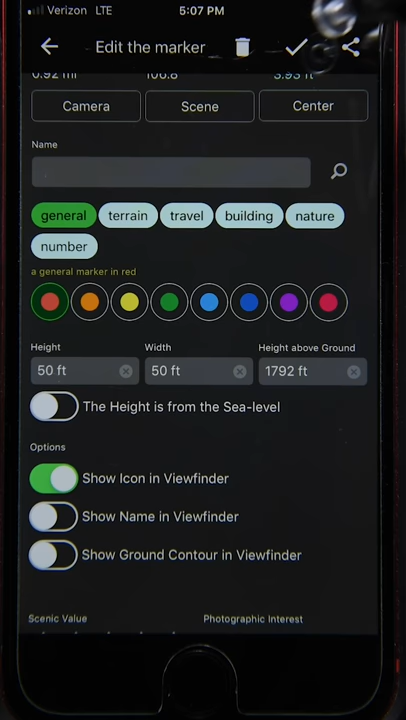 Verizon LTE 5:07 PM
Edit the marker
0.92 mi 106.8 3.93 ft
Camera Scene Center
Name
general terrain travel building nature
number
a general marker in red
Height Width Height above Ground
50 ft 50 ft 1792 ft
The Height is from the Sea-level
Options
Show Icon in Viewfinder
Show Name in Viewfinder
Show Ground Contour in Viewfinder
Scenic Value Photographic Interest